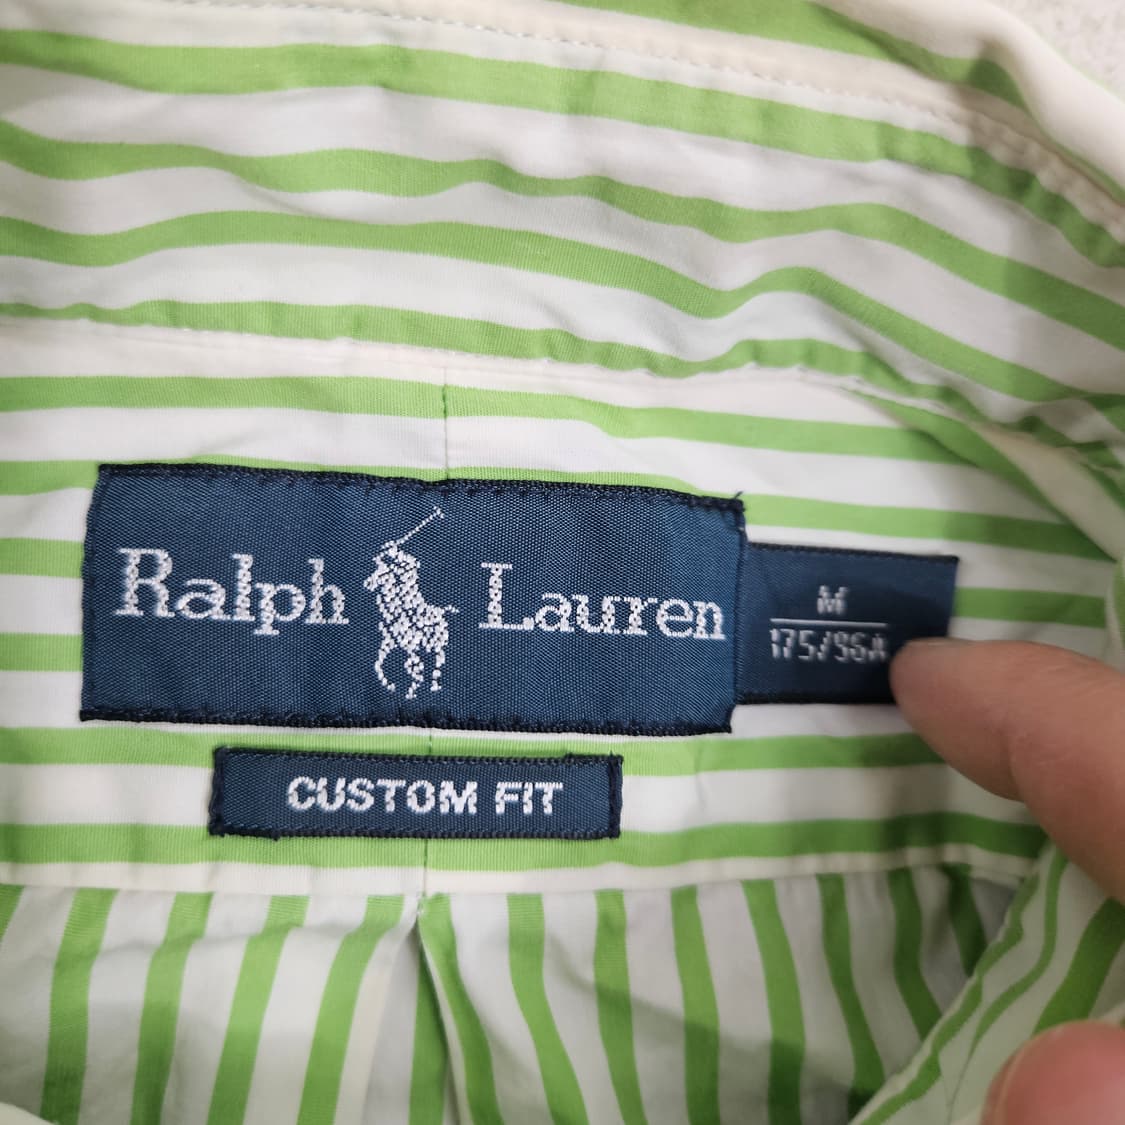 Ralph Lauren
M
175/96A
CUSTOM FIT